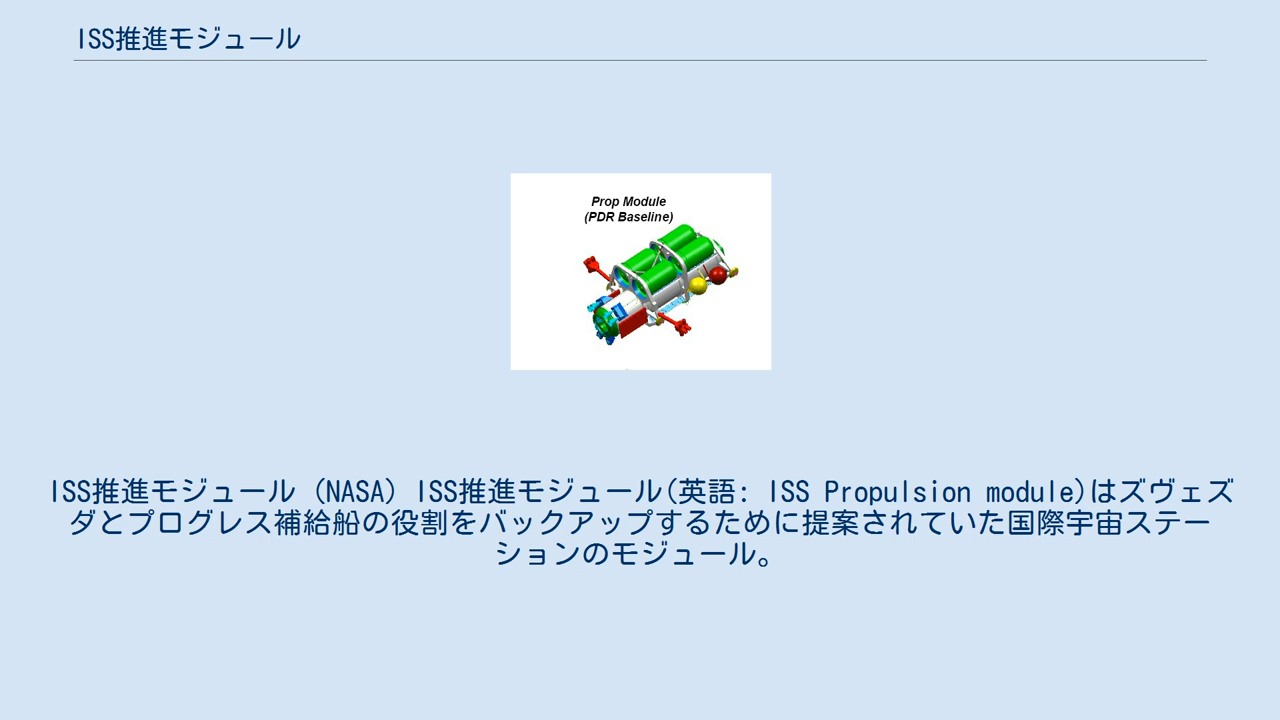 ISS推進モジュール
Prop Module
(PDR Baseline)
ISS推進モジュール (NASA) ISS推進モジュール(英語: ISS Propulsion module)はズヴェズ
ダとプログレス補給船の役割をバックアップするために提案されていた国際宇宙ステー
ションのモジュール。